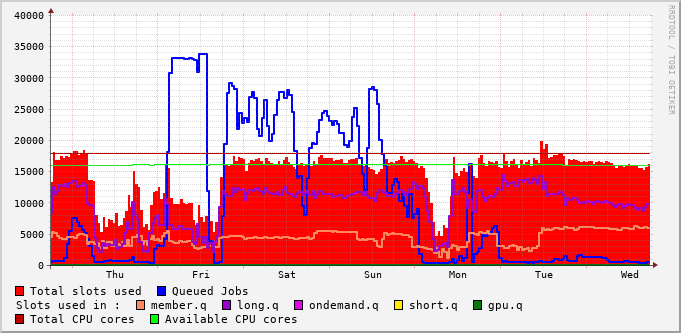 40000
35000
30000
25000
20000
15000
10000
5000
0
Thu Fri Sat Sun Mon Tue Wed
RRDTOOL / TOBI OETIKER
Total slots used Queued Jobs
Slots used in : member.q long.q ondemand.q short.q gpu.q
Total CPU cores Available CPU cores